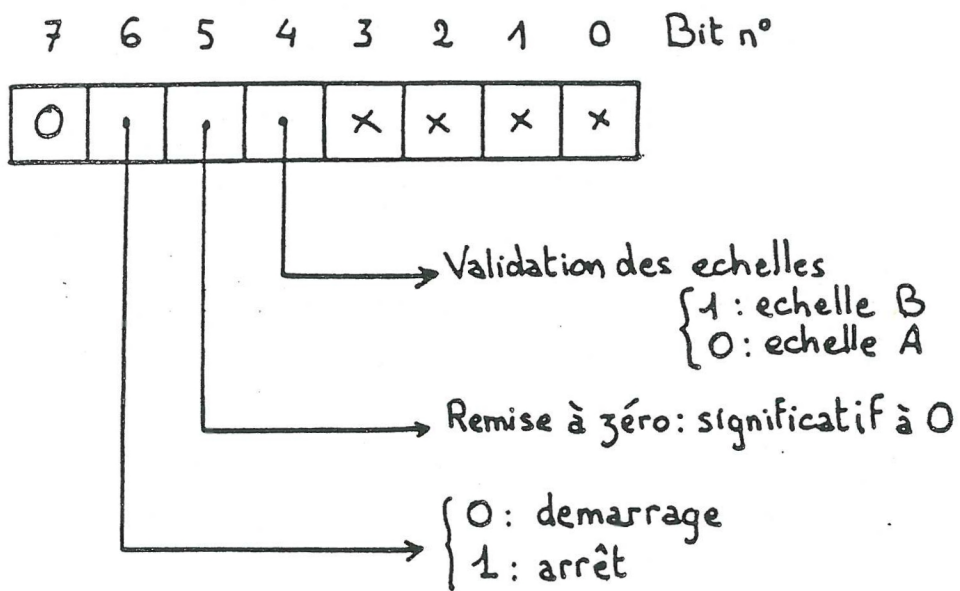 7 6 5 4 3 2 1 0 Bit n°
0 . . . x x x x
Validation des echelles
1 : echelle B
0 : echelle A
Remise à zéro : significatif à 0
0 : demarrage
1 : arrêt